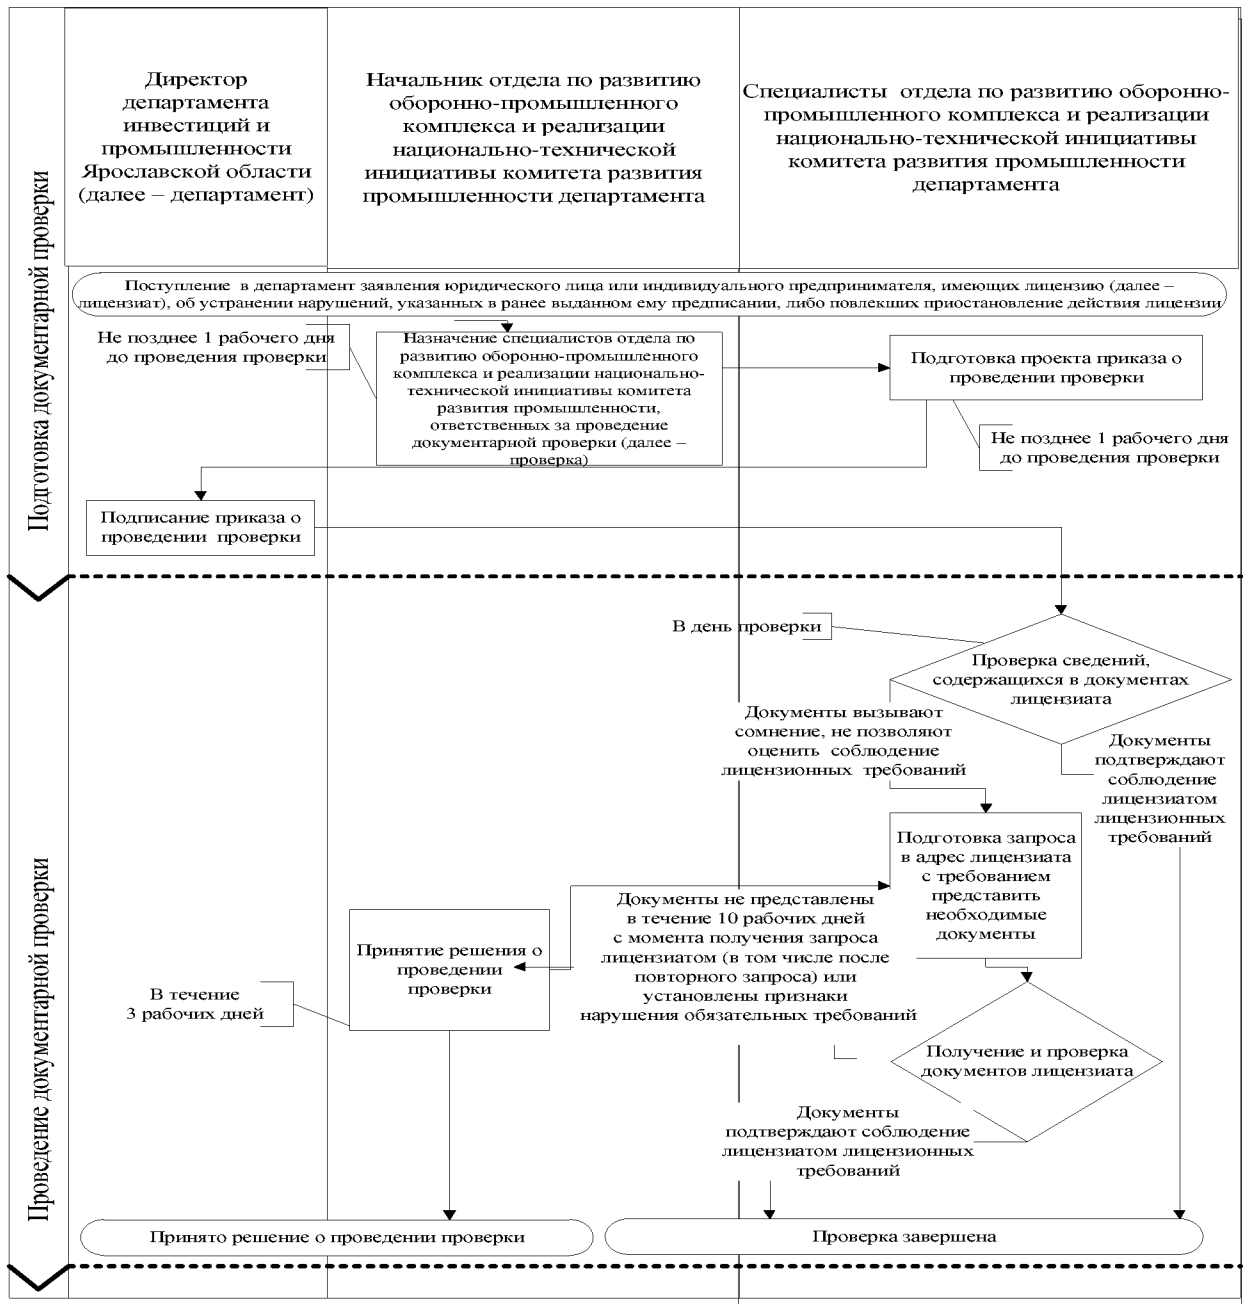 Директор
департамента
инвестиций и
промышленности
Ярославской области
(далее – департамент)
Начальник отдела по развитию
оборонно-промышленного
комплекса и реализации
национально-технической
инициативы комитета развития
промышленности департамента
Специалисты отдела по развитию оборонно-
промышленного комплекса и реализации
национально-технической инициативы
комитета развития промышленности
департамента
Подготовка документарной проверки
Поступление в департамент заявления юридического лица или индивидуального предпринимателя, имеющих лицензию (далее –
лицензиат), об устранении нарушений, указанных в ранее выданном ему предписании, либо повлекших приостановление действия лицензии
Не позднее 1 рабочего дня
до проведения проверки
Назначение специалистов отдела по
развитию оборонно-промышленного
комплекса и реализации национально-
технической инициативы комитета
развития промышленности,
ответственных за проведение
документарной проверки (далее –
проверка)
Подготовка проекта приказа о
проведении проверки
Не позднее 1 рабочего дня
до проведения проверки
Подписание приказа о
проведении проверки
Проведение документарной проверки
В день проверки
Проверка сведений,
содержащихся в документах
лицензиата
Документы вызывают
сомнение, не позволяют
оценить соблюдение
лицензионных требований
Документы
подтверждают
соблюдение
лицензиатом
лицензионных
требований
Подготовка запроса
в адрес лицензиата
с требованием
представить
необходимые
документы
Документы не представлены
в течение 10 рабочих дней
с момента получения запроса
лицензиатом (в том числе после
повторного запроса) или
установлены признаки
нарушения обязательных требований
Принятие решения о
проведении
проверки
В течение
3 рабочих дней
Получение и проверка
документов лицензиата
Документы
подтверждают соблюдение
лицензиатом лицензионных
требований
Принято решение о проведении проверки
Проверка завершена